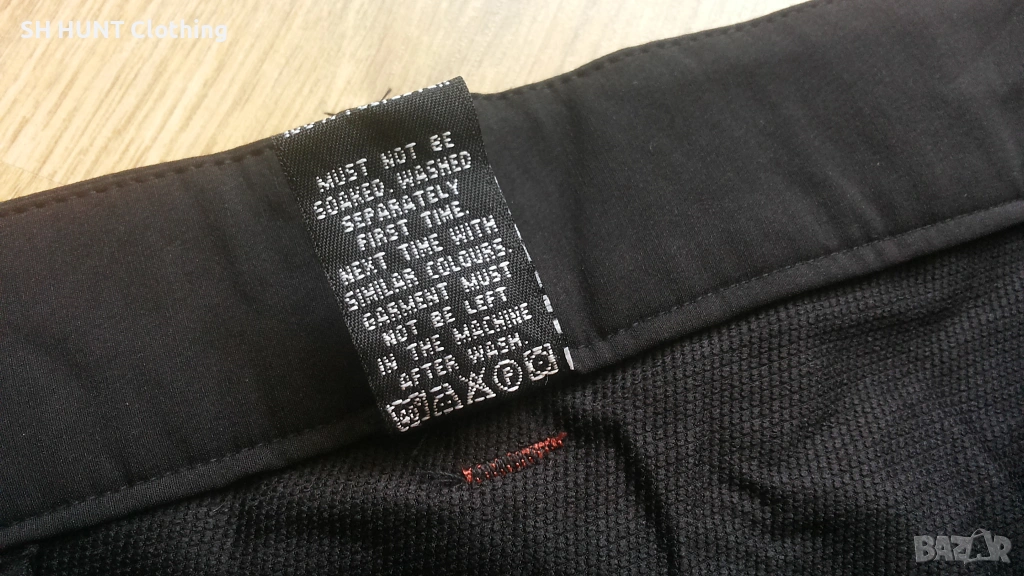 SH HUNT Clothing
MUST NOT BE
SOAKED WASHED
SEPARATELY
FIRST TIME
NEXT TIME WITH
SIMILAR COLOURS
GARMENT MUST
NOT BE LEFT
IN THE MACHINE
AFTER WASH.
P
BAZAR